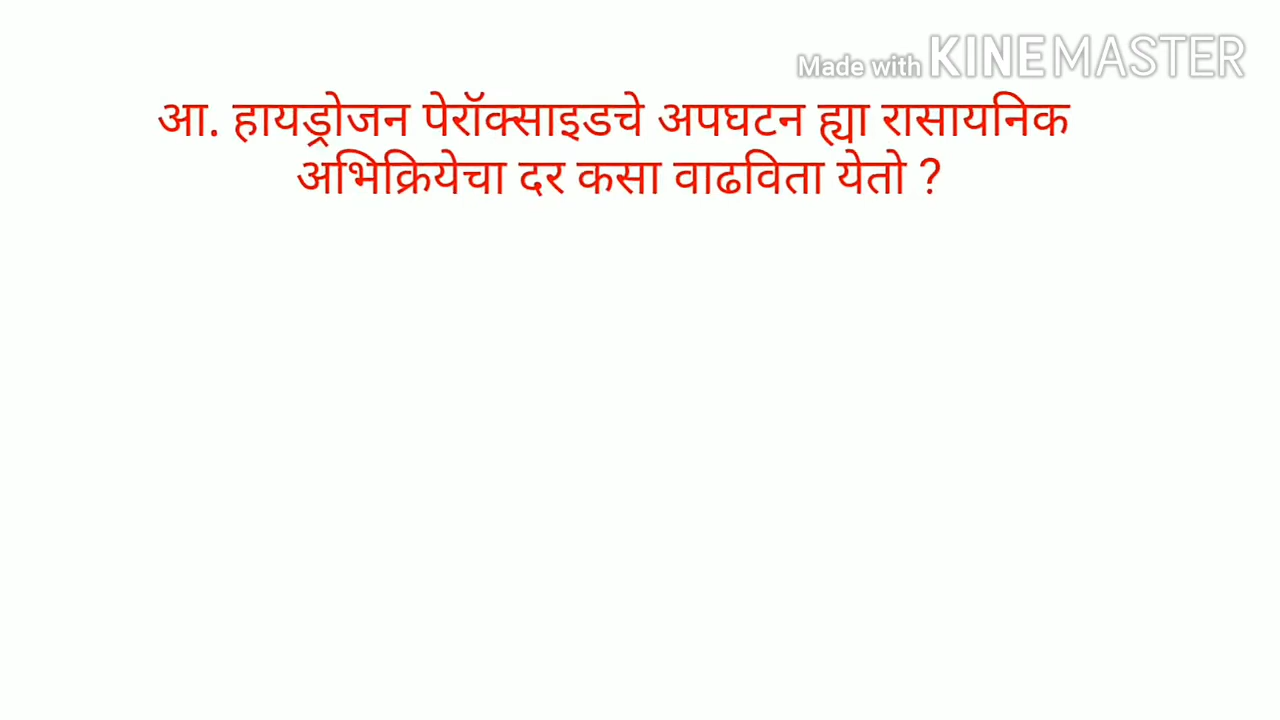 Made with KINEMASTER
आ. हायड्रोजन पेरॉक्साइडचे अपघटन ह्या रासायनिक
अभिक्रियेचा दर कसा वाढविता येतो ?